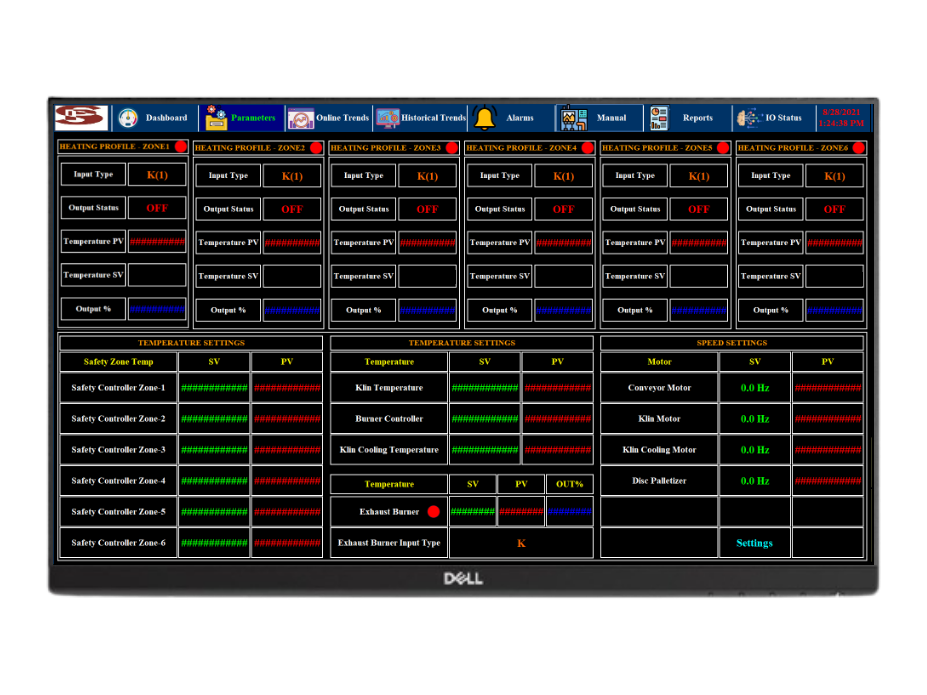 Dashboard Parameters Online Trends Historical Trends Alarms Manual Reports IO Status 8/28/2021
1:24:38 PM
HEATING PROFILE - ZONE1 HEATING PROFILE - ZONE2 HEATING PROFILE - ZONE3 HEATING PROFILE - ZONE4 HEATING PROFILE - ZONE5 HEATING PROFILE - ZONE6
Input Type K(1) Input Type K(1) Input Type K(1) Input Type K(1) Input Type K(1) Input Type K(1)
Output Status OFF Output Status OFF Output Status OFF Output Status OFF Output Status OFF Output Status OFF
Temperature PV ########## Temperature PV ########## Temperature PV ########## Temperature PV ########## Temperature PV ########## Temperature PV ##########
Temperature SV Temperature SV Temperature SV Temperature SV Temperature SV Temperature SV
Output % ########## Output % ########## Output % ########## Output % ########## Output % ########## Output % ##########
TEMPERATURE SETTINGS TEMPERATURE SETTINGS SPEED SETTINGS
Safety Zone Temp SV PV Temperature SV PV Motor SV PV
Safety Controller Zone-1 ############ ############ Klin Temperature ############ ############ Conveyor Motor 0.0 Hz ############
Safety Controller Zone-2 ############ ############ Burner Controller ############ ############ Klin Motor 0.0 Hz ############
Safety Controller Zone-3 ############ ############ Klin Cooling Temperature ############ ############ Klin Cooling Motor 0.0 Hz ############
Safety Controller Zone-4 ############ ############ Temperature SV PV OUT% Disc Palletizer 0.0 Hz ############
Safety Controller Zone-5 ############ ############ Exhaust Burner ######## ######## ########
Safety Controller Zone-6 ############ ############ Exhaust Burner Input Type K Settings
DELL